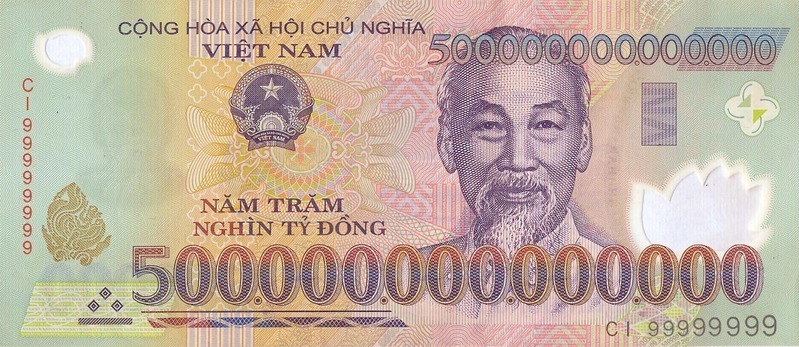 CỘNG HÒA XÃ HỘI CHỦ NGHĨA
VIỆT NAM
500000000000000
CI 99999999
VIỆT NAM
NĂM TRĂM
NGHÌN TỶ ĐỒNG
500.000.000.000.000
CI 99999999